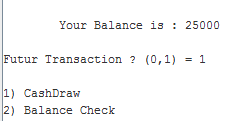 Your Balance is : 25000
Futur Transaction ? (0,1) = 1
1) CashDraw
2) Balance Check